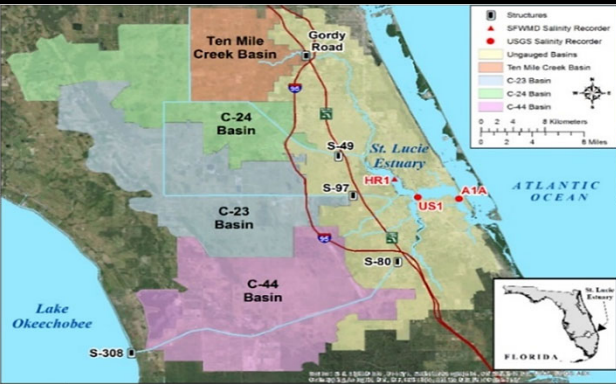 Structures
SFWMD Salinity Recorder
USGS Salinity Recorder
Ungauged Basins
Ten Mile Creek Basin
C-23 Basin
C-24 Basin
C-44 Basin
0 2 4 8 Kilometers
0 2 4 8 Miles
Ten Mile
Creek Basin
Gordy
Road
95
C-24
Basin
S-49
St. Lucie
Estuary
HR1
A1A
S-97
US1
ATLANTIC
OCEAN
C-23
Basin
95
S-80
C-44
Basin
Lake
Okeechobee
S-308
St. Lucie
Estuary
FLORIDA